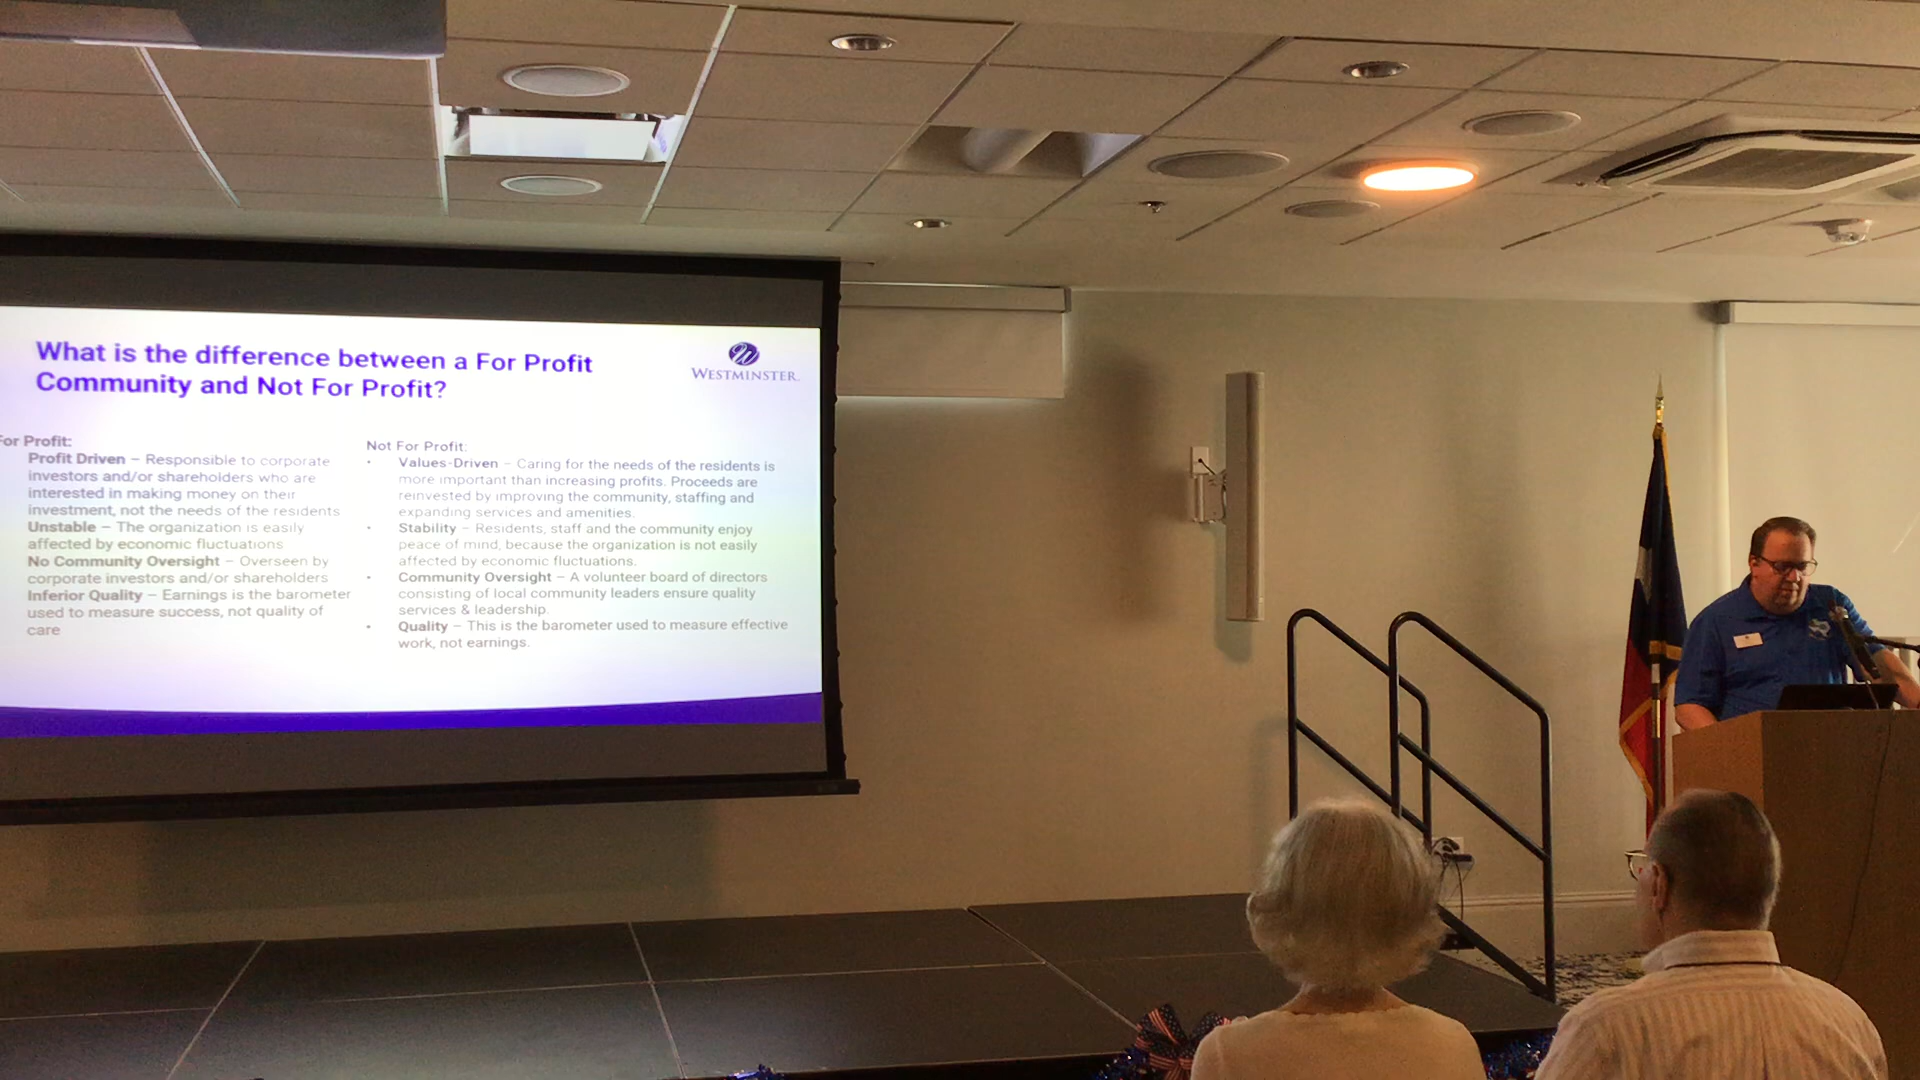 What is the difference between a For Profit
Community and Not For Profit?
WESTMINSTER
For Profit:
Profit Driven – Responsible to corporate
investors and/or shareholders who are
interested in making money on their
investment, not the needs of the residents
Unstable – The organization is easily
affected by economic fluctuations
No Community Oversight – Overseen by
corporate investors and/or shareholders
Inferior Quality – Earnings is the barometer
used to measure success, not quality of
care
Not For Profit:
• Values-Driven – Caring for the needs of the residents is
more important than increasing profits. Proceeds are
reinvested by improving the community, staffing and
expanding services and amenities.
• Stability – Residents, staff and the community enjoy
peace of mind, because the organization is not easily
affected by economic fluctuations.
• Community Oversight – A volunteer board of directors
consisting of local community leaders ensure quality
services & leadership.
• Quality – This is the barometer used to measure effective
work, not earnings.